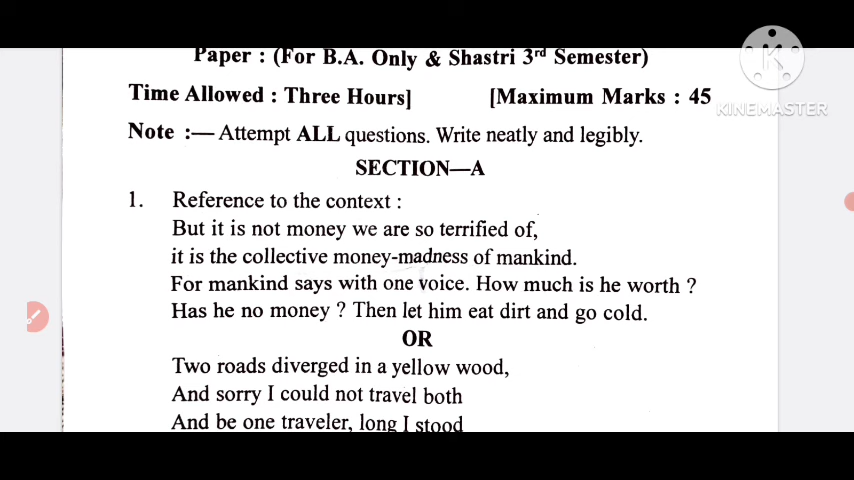 Paper : (For B.A. Only & Shastri 3rd Semester)
Time Allowed : Three Hours] [Maximum Marks : 45
Note :— Attempt ALL questions. Write neatly and legibly.
SECTION—A
1. Reference to the context :
But it is not money we are so terrified of,
it is the collective money-madness of mankind.
For mankind says with one voice. How much is he worth ?
Has he no money ? Then let him eat dirt and go cold.
OR
Two roads diverged in a yellow wood,
And sorry I could not travel both
And be one traveler, long I stood
K
KINEMASTER